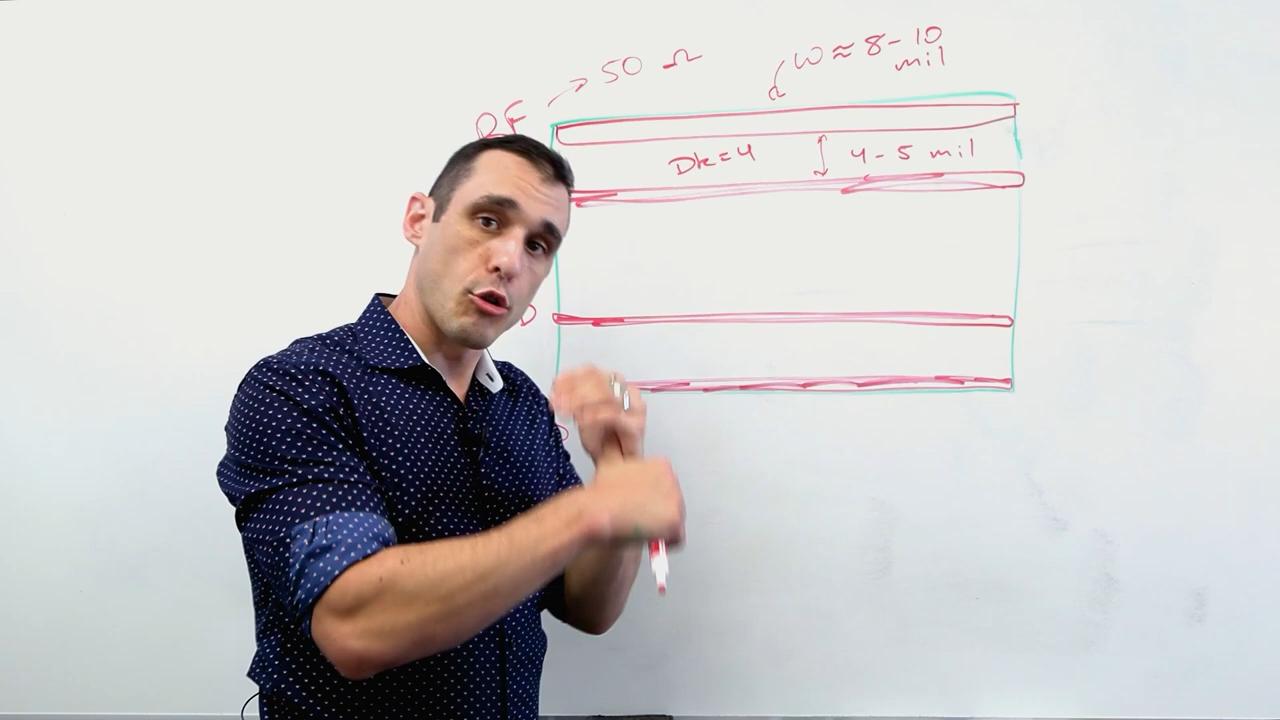 RF → 50 Ω
W ≈ 8-10
mil
Dk=4
4-5 mil
D